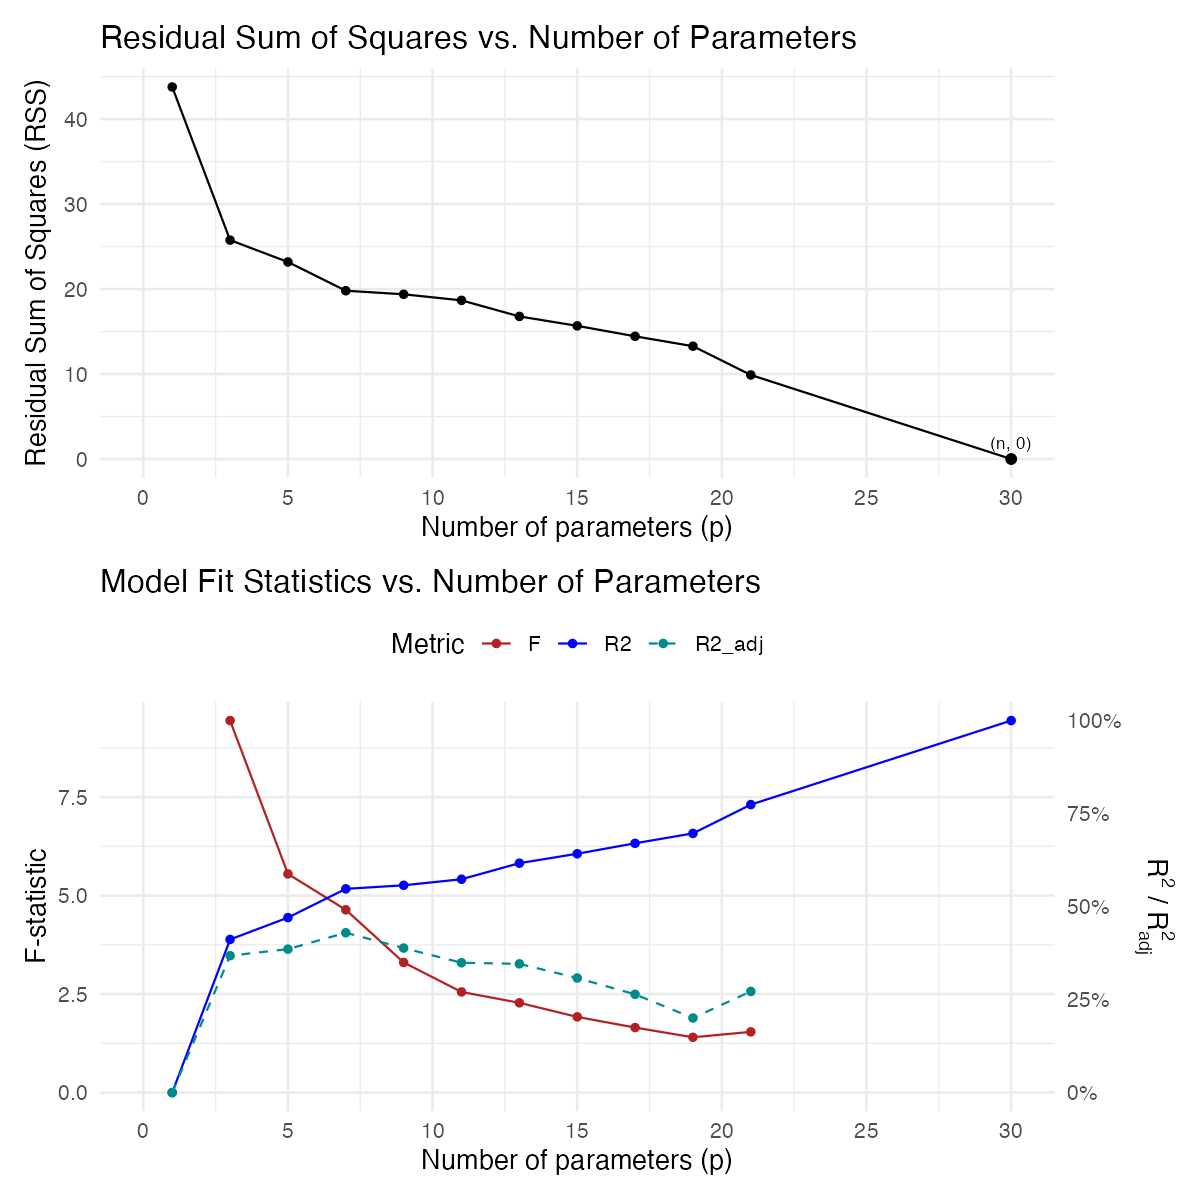 Residual Sum of Squares vs. Number of Parameters
Residual Sum of Squares (RSS)
40
30
20
10
0
(n, 0)
0 5 10 15 20 25 30
Number of parameters (p)
Model Fit Statistics vs. Number of Parameters
Metric F R2 R2_adj
F-statistic
7.5
5.0
2.5
0.0
100%
75%
50%
25%
0%
R² / R²adj
0 5 10 15 20 25 30
Number of parameters (p)